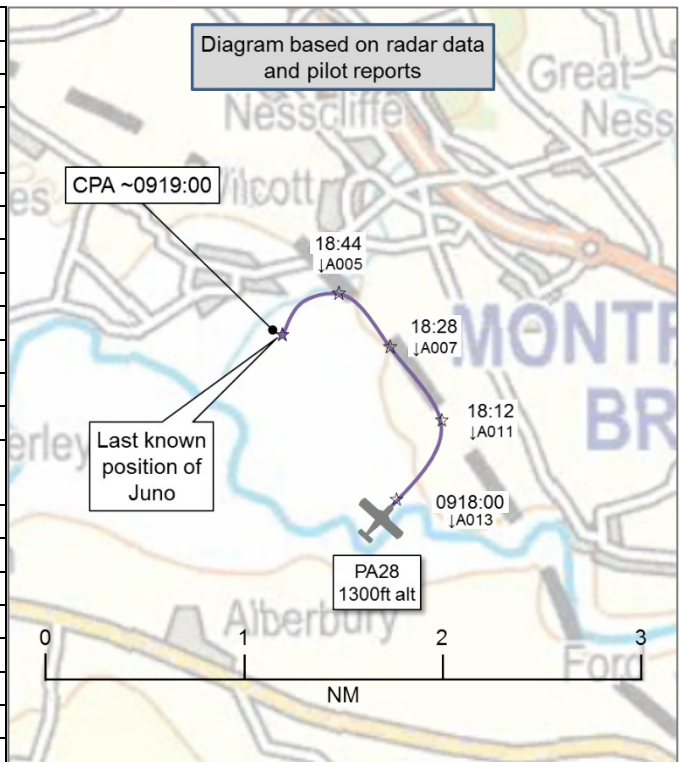 Diagram based on radar data
and pilot reports
Great
Ness
Nesscliffe
CPA ~0919:00
Wilcott
es
18:44
↓A005
MONTF
BR
18:28
↓A007
18:12
↓A011
erley
Last known
position of
Juno
0918:00
↓A013
PA28
1300ft alt
Alberbury
Ford
0 1 2 3
NM